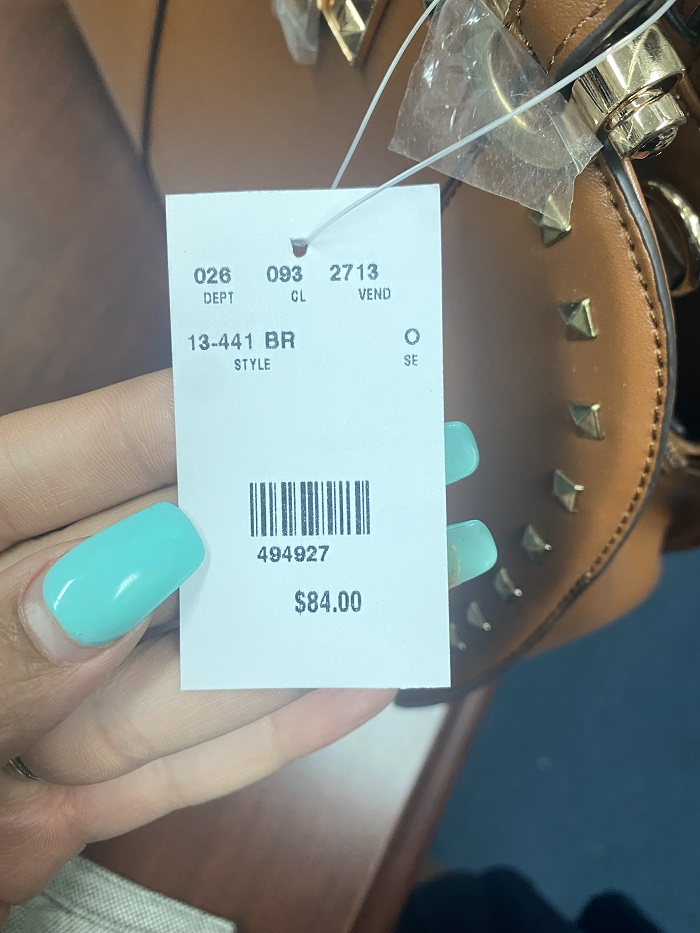 026 093 2713
DEPT CL VEND
13-441 BR O
STYLE SE
494927
$84.00